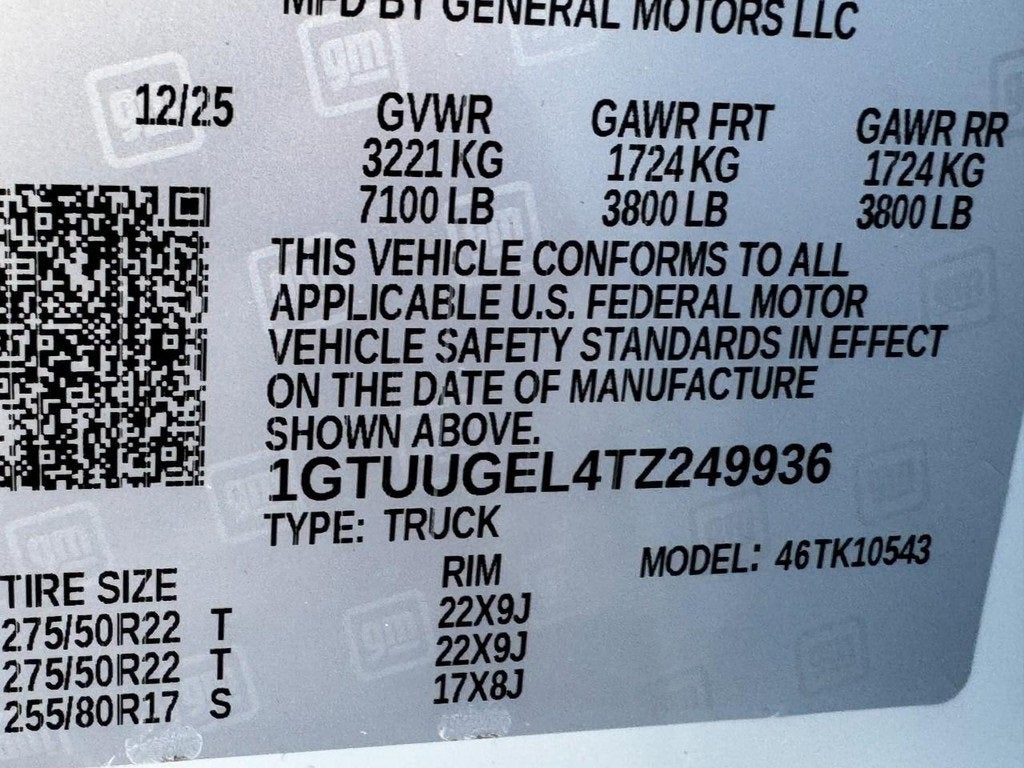 MFD BY GENERAL MOTORS LLC
12/25 GVWR GAWR FRT GAWR RR
3221 KG 1724 KG 1724 KG
7100 LB 3800 LB 3800 LB
THIS VEHICLE CONFORMS TO ALL
APPLICABLE U.S. FEDERAL MOTOR
VEHICLE SAFETY STANDARDS IN EFFECT
ON THE DATE OF MANUFACTURE
SHOWN ABOVE.
1GTUUGEL4TZ249936
TYPE: TRUCK MODEL: 46TK10543
TIRE SIZE RIM
275/50R22 T 22X9J
275/50R22 T 22X9J
255/80R17 S 17X8J